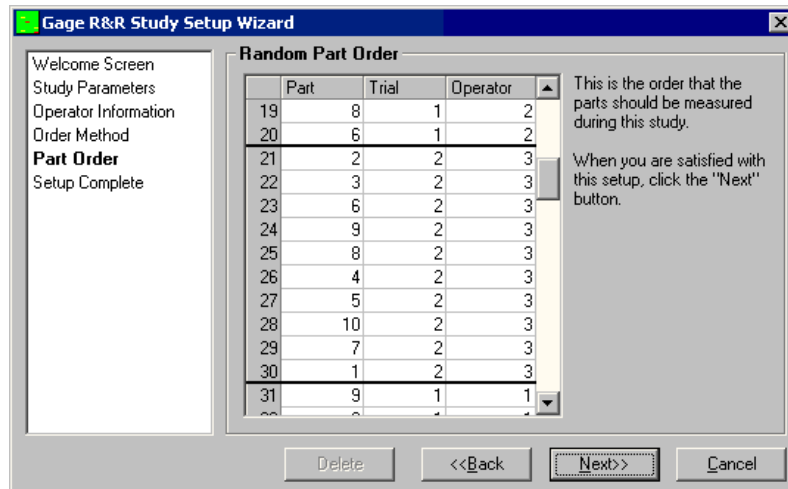 Gage R&R Study Setup Wizard
Welcome Screen
Study Parameters
Operator Information
Order Method
Part Order
Setup Complete
Random Part Order
Part Trial Operator
19 8 1 2
20 6 1 2
21 2 2 3
22 3 2 3
23 6 2 3
24 9 2 3
25 8 2 3
26 4 2 3
27 5 2 3
28 10 2 3
29 7 2 3
30 1 2 3
31 9 1 1
This is the order that the
parts should be measured
during this study.
When you are satisfied with
this setup, click the "Next"
button.
Delete <<Back Next>> Cancel